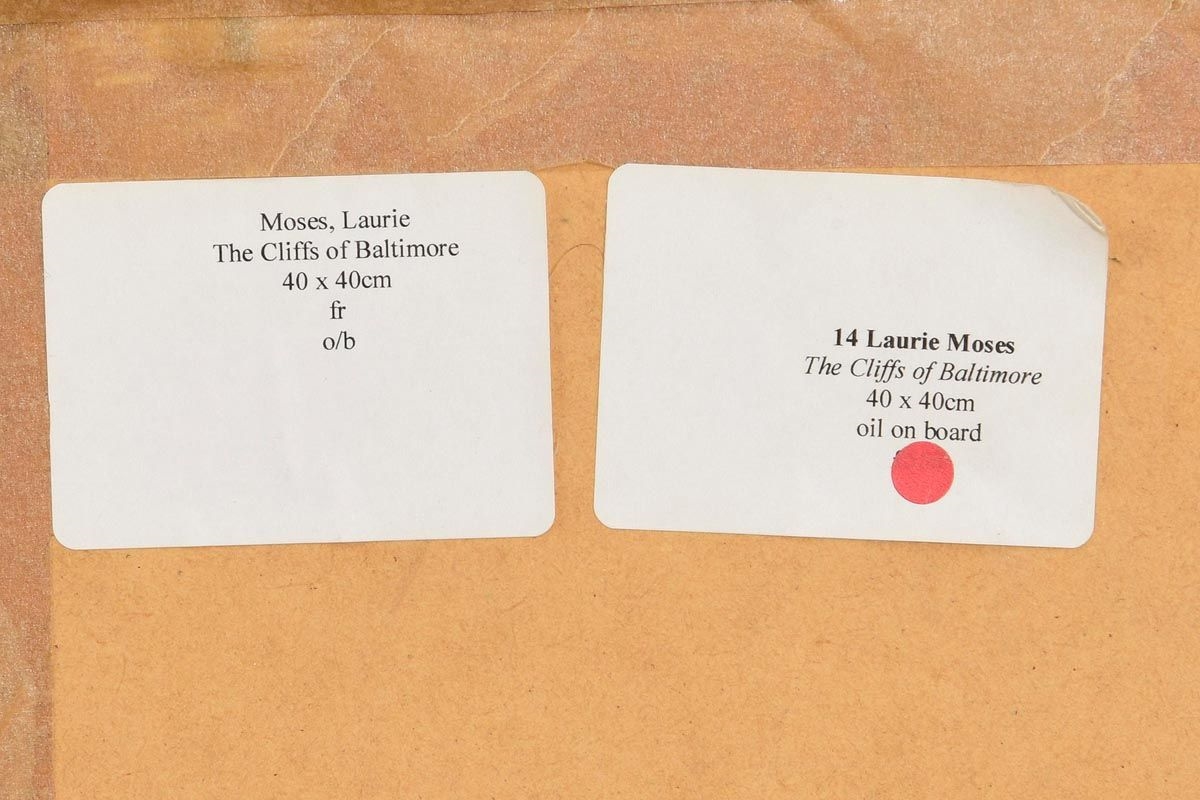 Moses, Laurie
The Cliffs of Baltimore
40 x 40cm
fr
o/b
14 Laurie Moses
The Cliffs of Baltimore
40 x 40cm
oil on board